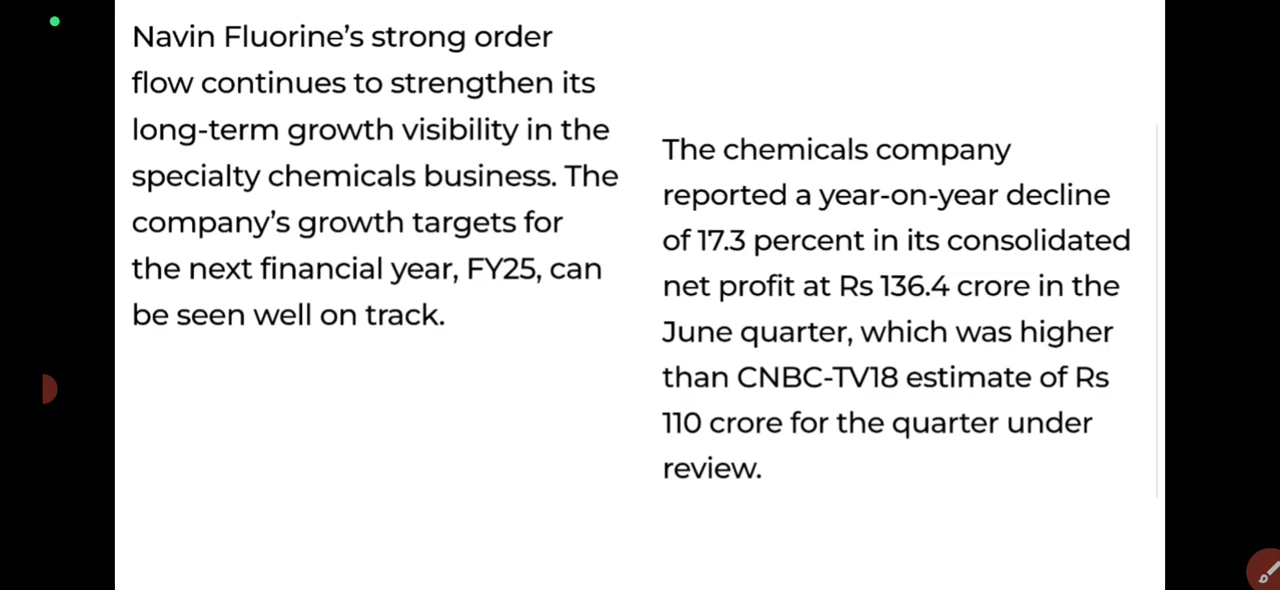 Navin Fluorine’s strong order
flow continues to strengthen its
long-term growth visibility in the
specialty chemicals business. The
company’s growth targets for
the next financial year, FY25, can
be seen well on track.
The chemicals company
reported a year-on-year decline
of 17.3 percent in its consolidated
net profit at Rs 136.4 crore in the
June quarter, which was higher
than CNBC-TV18 estimate of Rs
110 crore for the quarter under
review.